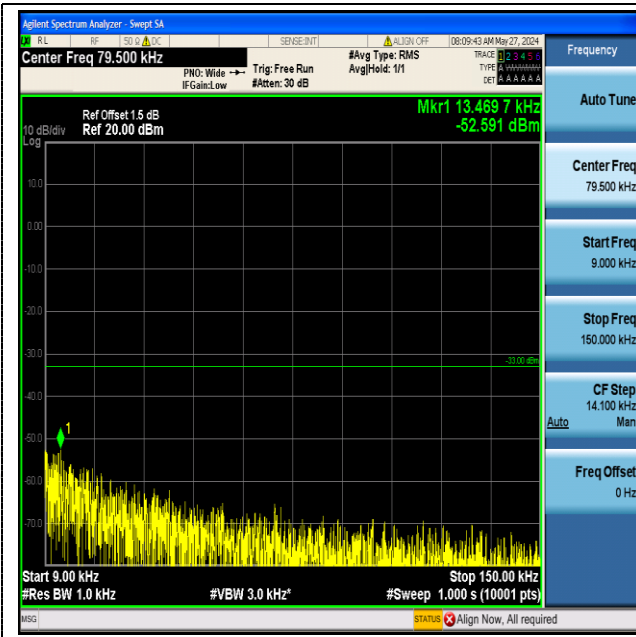 Agilent Spectrum Analyzer - Swept SA
RL RF 50 Ω DC SENSE:INT ALIGN OFF 08:09:43 AM May 27, 2024
Center Freq 79.500 kHz
PNO: Wide
IFGain:Low
Trig: Free Run
#Atten: 30 dB
#Avg Type: RMS
Avg|Hold: 1/1
TRACE 1 2 3 4 5 6
TYPE A WWWWW
DET A A A A A A
Mkr1 13.469 7 kHz
-52.591 dBm
Ref Offset 1.5 dB
10 dB/div Ref 20.00 dBm
Log
10.0
0.00
-10.0
-20.0
-30.0
-33.00 dBm
-40.0
1
-50.0
-60.0
-70.0
Start 9.00 kHz Stop 150.00 kHz
#Res BW 1.0 kHz #VBW 3.0 kHz* #Sweep 1.000 s (10001 pts)
MSG STATUS Align Now, All required
Frequency
Auto Tune
Center Freq
79.500 kHz
Start Freq
9.000 kHz
Stop Freq
150.000 kHz
CF Step
14.100 kHz
Auto Man
Freq Offset
0 Hz